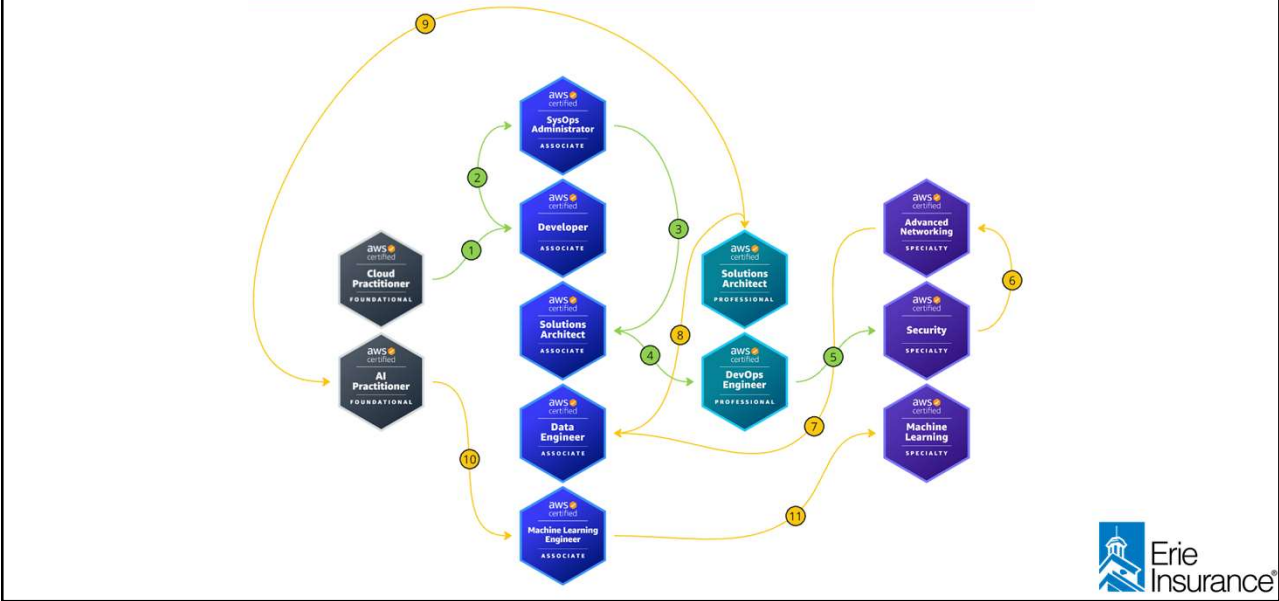 9
aws
certified
SysOps
Administrator
ASSOCIATE
2
aws
certified
Developer
ASSOCIATE
3
1
aws
certified
Advanced
Networking
SPECIALTY
aws
certified
Cloud
Practitioner
FOUNDATIONAL
aws
certified
Solutions
Architect
PROFESSIONAL
6
aws
certified
Solutions
Architect
ASSOCIATE
8
4
aws
certified
Security
SPECIALTY
5
aws
certified
AI
Practitioner
FOUNDATIONAL
aws
certified
DevOps
Engineer
PROFESSIONAL
aws
certified
Data
Engineer
ASSOCIATE
7
aws
certified
Machine
Learning
SPECIALTY
10
aws
certified
Machine Learning
Engineer
ASSOCIATE
11
Erie
Insurance®